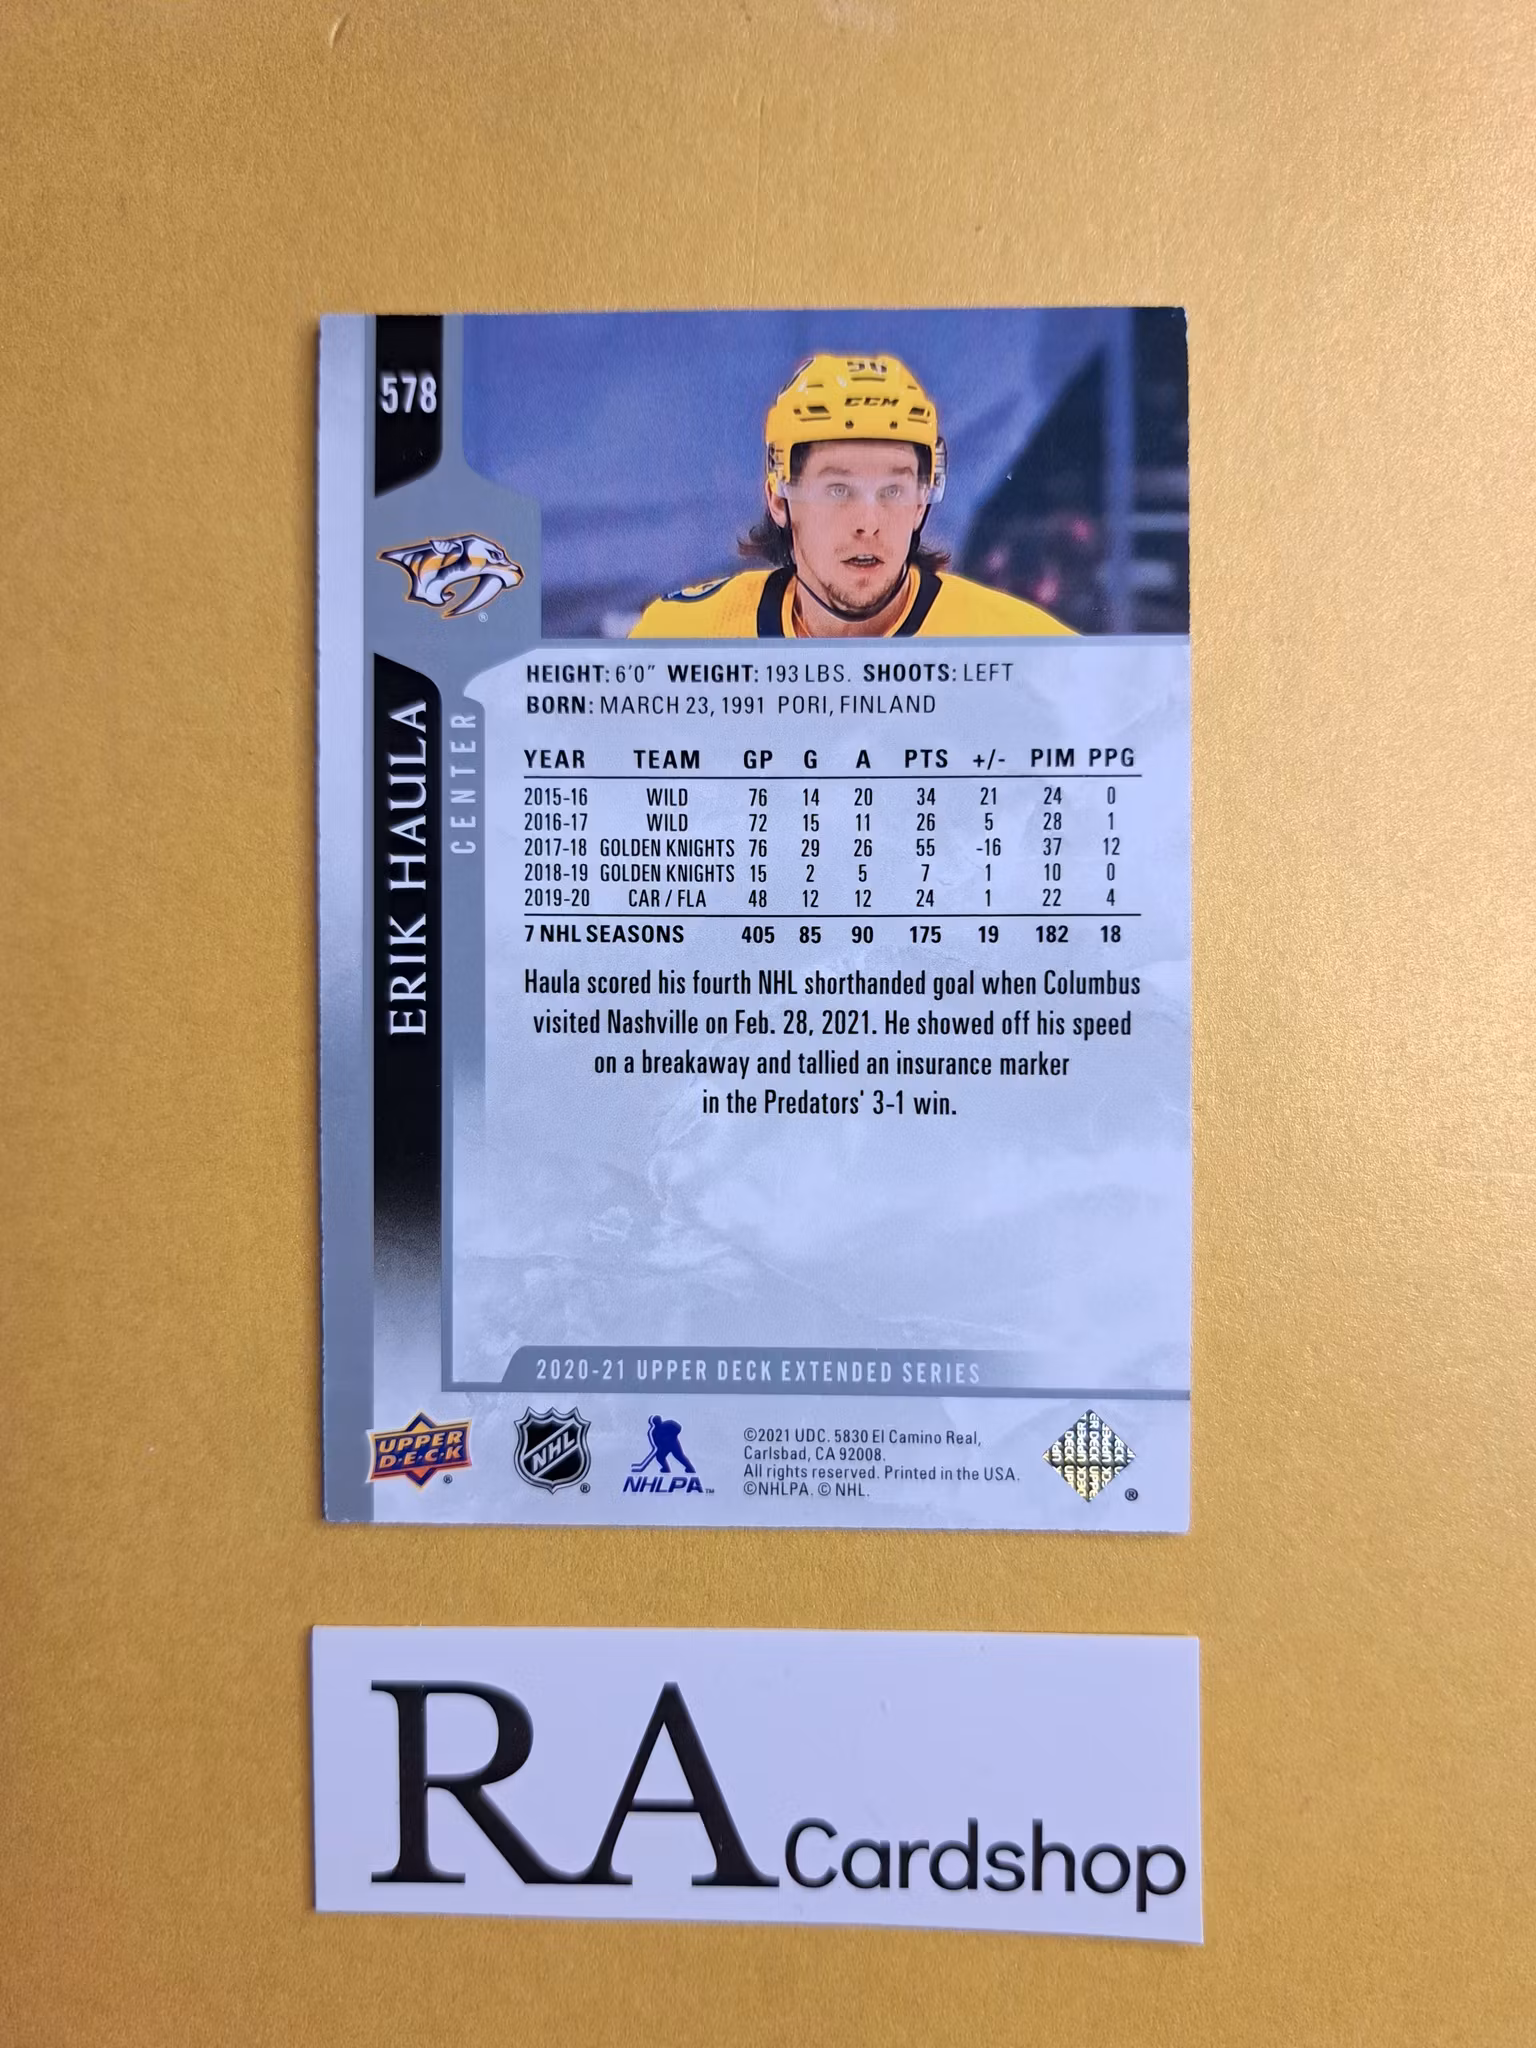 578
56
CCM
ERIK HAULA
CENTER
HEIGHT: 6'0" WEIGHT: 193 LBS. SHOOTS: LEFT
BORN: MARCH 23, 1991 PORI, FINLAND
YEAR TEAM GP G A PTS +/- PIM PPG
2015-16 WILD 76 14 20 34 21 24 0
2016-17 WILD 72 15 11 26 5 28 1
2017-18 GOLDEN KNIGHTS 76 29 26 55 -16 37 12
2018-19 GOLDEN KNIGHTS 15 2 5 7 1 10 0
2019-20 CAR / FLA 48 12 12 24 1 22 4
7 NHL SEASONS 405 85 90 175 19 182 18
Haula scored his fourth NHL shorthanded goal when Columbus
visited Nashville on Feb. 28, 2021. He showed off his speed
on a breakaway and tallied an insurance marker
in the Predators' 3-1 win.
2020-21 UPPER DECK EXTENDED SERIES
UPPER
D·E·C·K
®
NHL
®
NHLPA™
©2021 UDC. 5830 El Camino Real,
Carlsbad, CA 92008.
All rights reserved. Printed in the USA.
©NHLPA. © NHL.
®
RA Cardshop